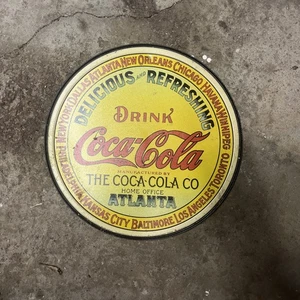 NEW YORK DALLAS ATLANTA NEW ORLEANS CHICAGO HAVANA WINNIPEG TORONTO LOS ANGELES BALTIMORE KANSAS CITY PHILADELPHIA
DELICIOUS AND REFRESHING
DRINK
Coca-Cola
MANUFACTURED BY
THE COCA-COLA CO
HOME OFFICE
ATLANTA